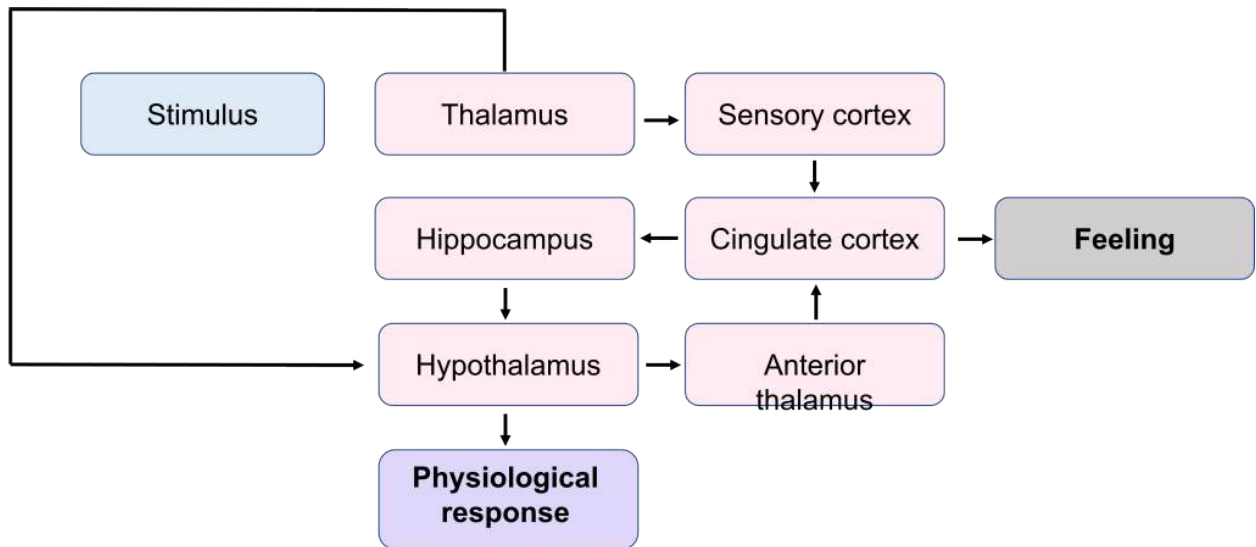 Stimulus
Thalamus
Sensory cortex
Hippocampus
Cingulate cortex
Feeling
Hypothalamus
Anterior
thalamus
Physiological
response